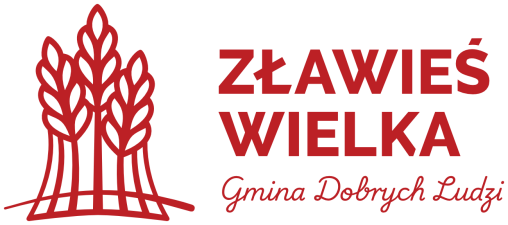 ZŁAWIEŚ
WIELKA
Gmina Dobrych Ludzi